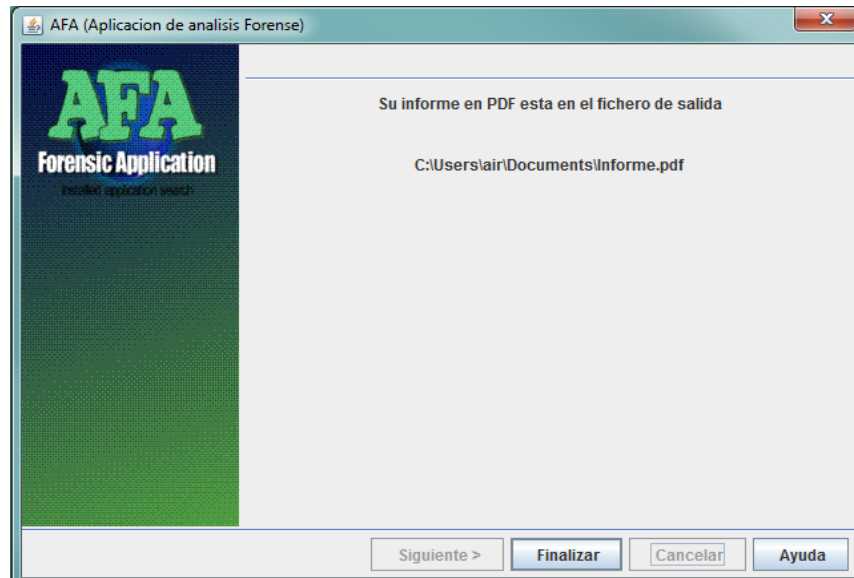 AFA (Aplicacion de analisis Forense)
X
AFA
Forensic Application
Installed application search
Su informe en PDF esta en el fichero de salida
C:\Users\air\Documents\Informe.pdf
Siguiente >
Finalizar
Cancelar
Ayuda